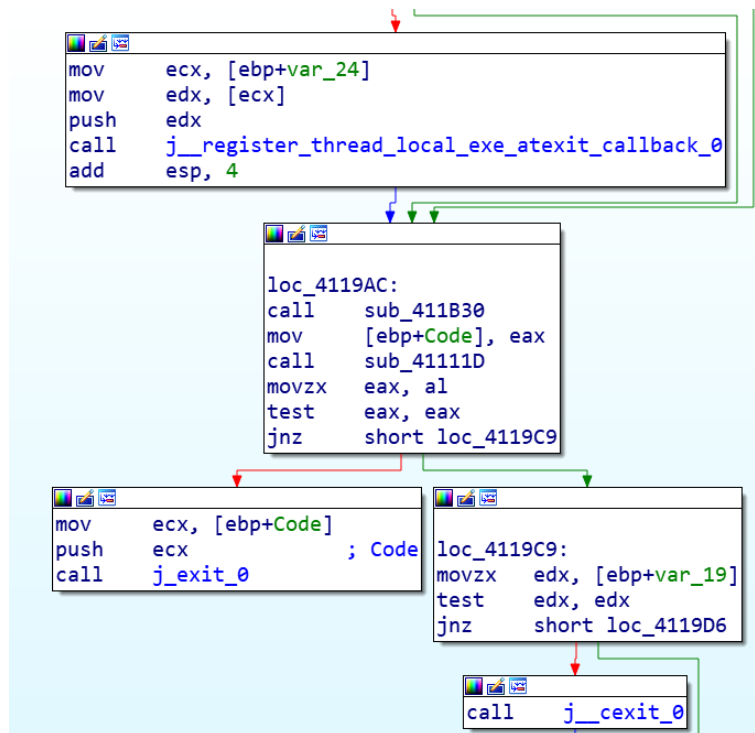 mov ecx, [ebp+var_24]
mov edx, [ecx]
push edx
call j__register_thread_local_exe_atexit_callback_0
add esp, 4
loc_4119AC:
call sub_411B30
mov [ebp+Code], eax
call sub_41111D
movzx eax, al
test eax, eax
jnz short loc_4119C9
mov ecx, [ebp+Code]
push ecx ; Code
call j_exit_0
loc_4119C9:
movzx edx, [ebp+var_19]
test edx, edx
jnz short loc_4119D6
call j__cexit_0